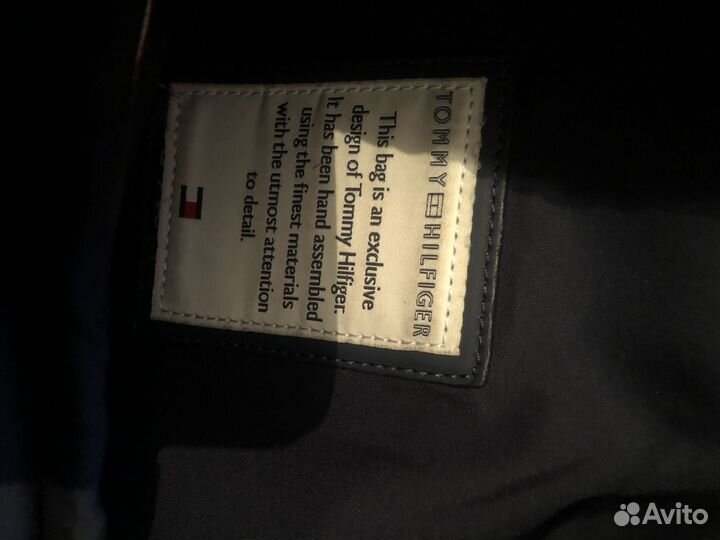 TOMMY HILFIGER
This bag is an exclusive
design of Tommy Hilfiger.
It has been hand assembled
using the finest materials
with the utmost attention
to detail.
Avito